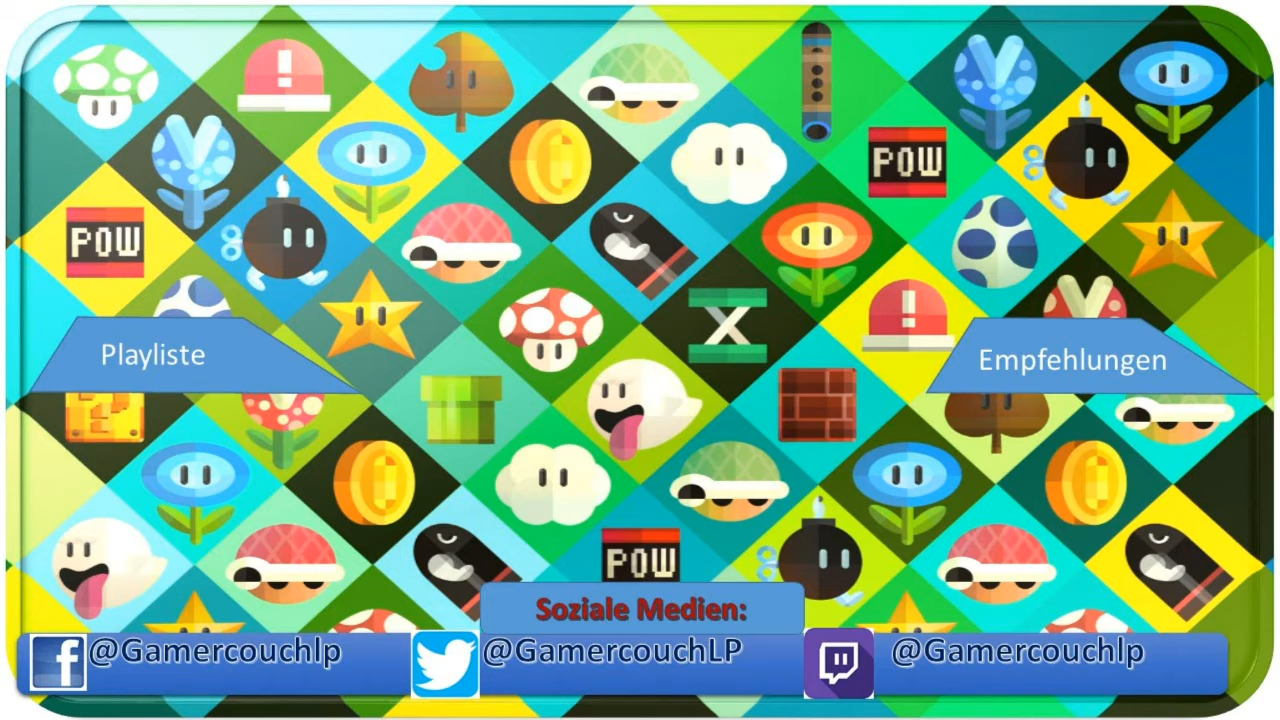 POW
POW
Playliste
Empfehlungen
POW
Soziale Medien:
@Gamercouchlp
@GamercouchLP
@Gamercouchlp